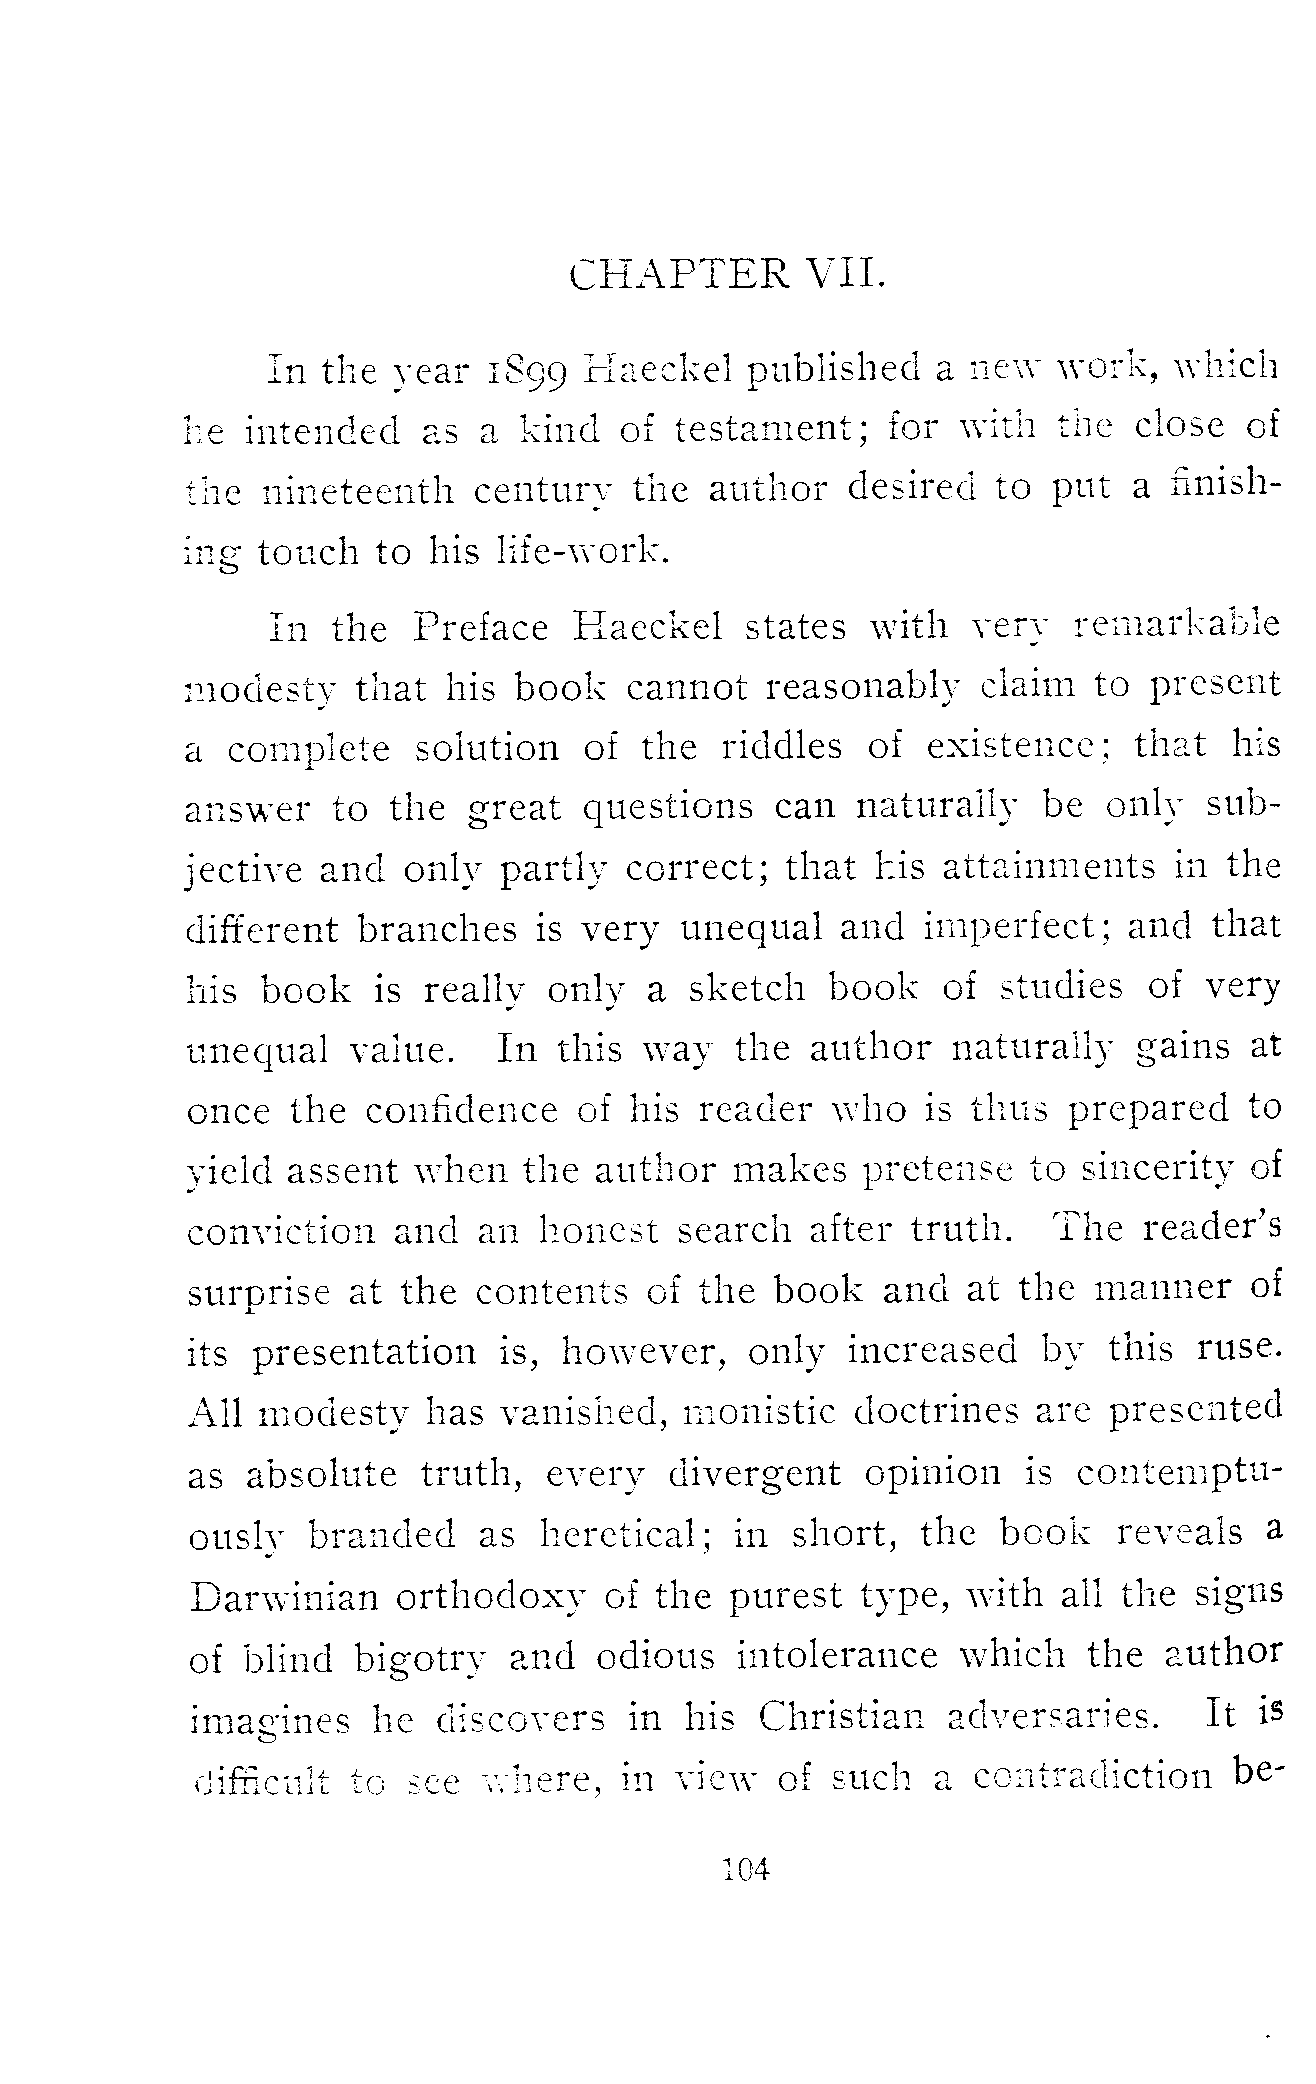 CHAPTER VII.
In the year 1899 Haeckel published a new work, which
he intended as a kind of testament; for with the close of
the nineteenth century the author desired to put a finish-
ing touch to his life-work.
In the Preface Haeckel states with very remarkable
modesty that his book cannot reasonably claim to present
a complete solution of the riddles of existence; that his
answer to the great questions can naturally be only sub-
jective and only partly correct; that his attainments in the
different branches is very unequal and imperfect; and that
his book is really only a sketch book of studies of very
unequal value. In this way the author naturally gains at
once the confidence of his reader who is thus prepared to
yield assent when the author makes pretense to sincerity of
conviction and an honest search after truth. The reader's
surprise at the contents of the book and at the manner of
its presentation is, however, only increased by this ruse.
All modesty has vanished, monistic doctrines are presented
as absolute truth, every divergent opinion is contemptu-
ously branded as heretical; in short, the book reveals a
Darwinian orthodoxy of the purest type, with all the signs
of blind bigotry and odious intolerance which the author
imagines he discovers in his Christian adversaries. It is
difficult to see where, in view of such a contradiction be-
104